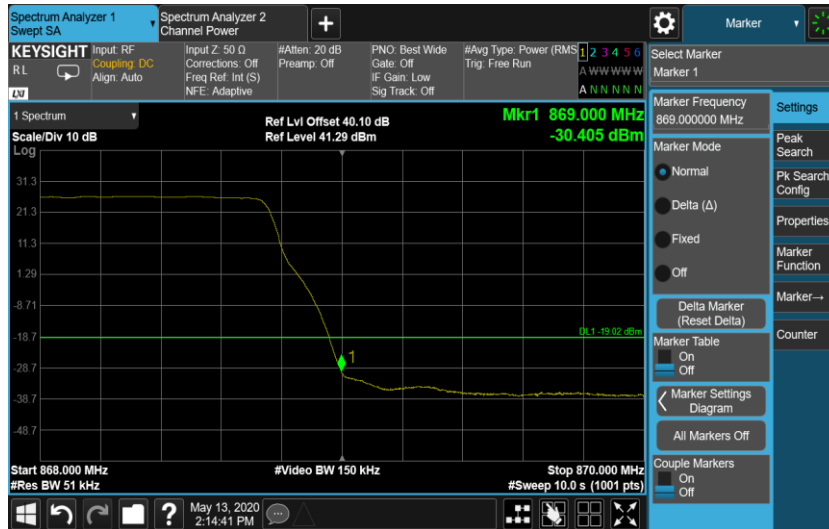 Spectrum Analyzer 1
Swept SA
Spectrum Analyzer 2
Channel Power
Marker
KEYSIGHT
RL
LXI
Input: RF
Coupling: DC
Align: Auto
Input Z: 50 Ω
Corrections: Off
Freq Ref: Int (S)
NFE: Adaptive
#Atten: 20 dB
Preamp: Off
PNO: Best Wide
Gate: Off
IF Gain: Low
Sig Track: Off
#Avg Type: Power (RMS
Trig: Free Run
1 2 3 4 5 6
A W W W W W
A N N N N N
Select Marker
Marker 1
1 Spectrum
Scale/Div 10 dB
Log
Ref Lvl Offset 40.10 dB
Ref Level 41.29 dBm
Mkr1 869.000 MHz
-30.405 dBm
31.3
21.3
11.3
1.29
-8.71
-18.7
-28.7
-38.7
-48.7
DL1 -19.02 dBm
1
Start 868.000 MHz
#Res BW 51 kHz
#Video BW 150 kHz
Stop 870.000 MHz
#Sweep 10.0 s (1001 pts)
Marker Frequency
869.000000 MHz
Marker Mode
Normal
Delta (Δ)
Fixed
Off
Delta Marker
(Reset Delta)
Marker Table
On
Off
Marker Settings
Diagram
All Markers Off
Couple Markers
On
Off
Settings
Peak
Search
Pk Search
Config
Properties
Marker
Function
Marker→
Counter
?
May 13, 2020
2:14:41 PM